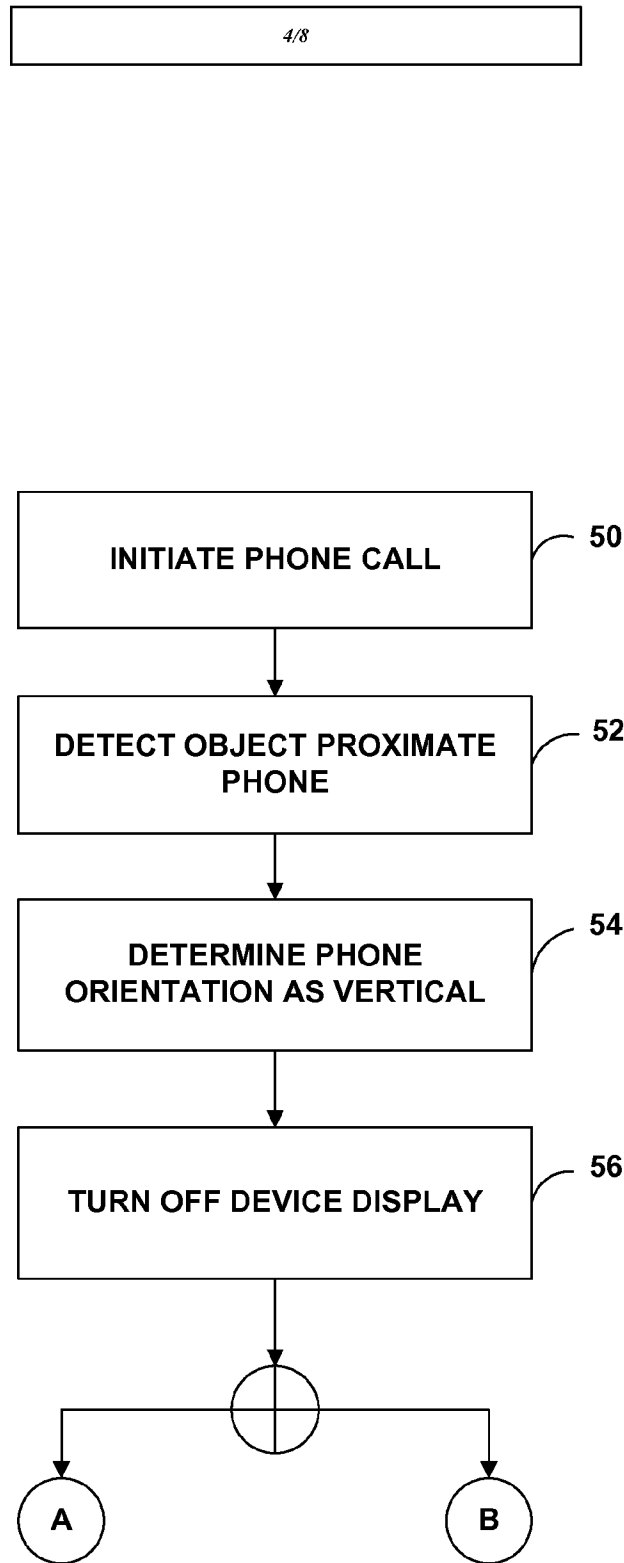 4/8
INITIATE PHONE CALL
50
DETECT OBJECT PROXIMATE
PHONE
52
DETERMINE PHONE
ORIENTATION AS VERTICAL
54
TURN OFF DEVICE DISPLAY
56
A
B